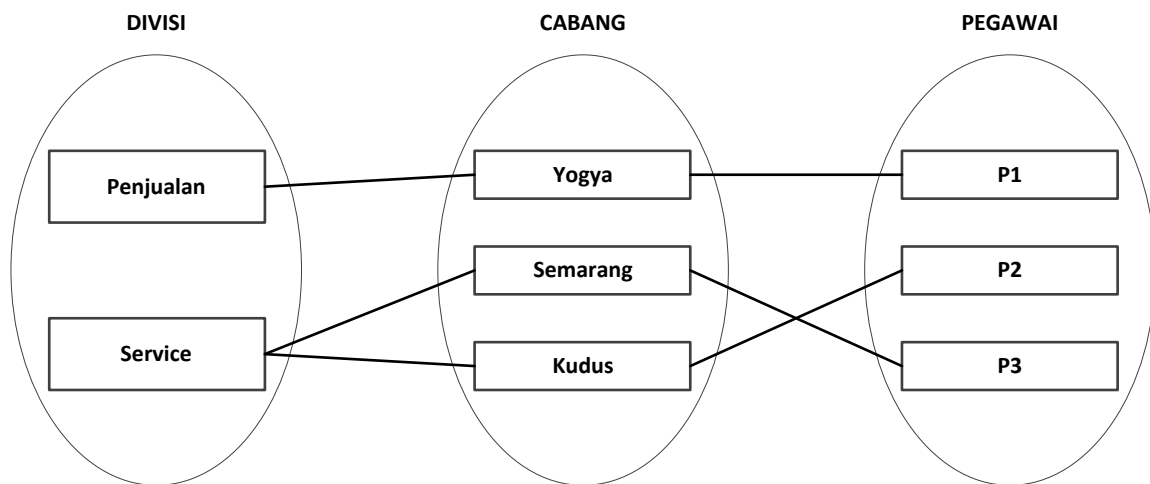 DIVISI
CABANG
PEGAWAI
Penjualan
Yogya
P1
Semarang
P2
Service
Kudus
P3